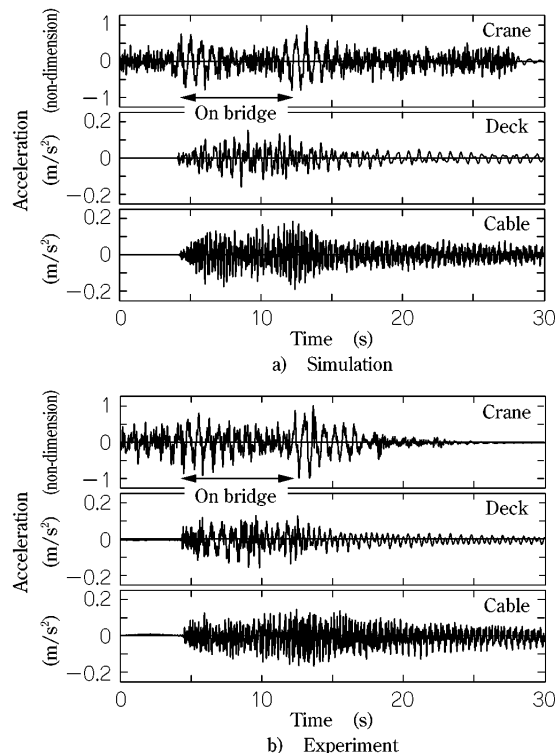 Acceleration
(non-dimension)
1
0
−1
Crane
On bridge
(m/s²)
0.2
0
−0.2
Deck
(m/s²)
0.2
0
−0.2
Cable
0 10 20 30
Time (s)
a) Simulation
Acceleration
(non-dimension)
1
0
−1
Crane
On bridge
(m/s²)
0.2
0
−0.2
Deck
(m/s²)
0.2
0
−0.2
Cable
0 10 20 30
Time (s)
b) Experiment